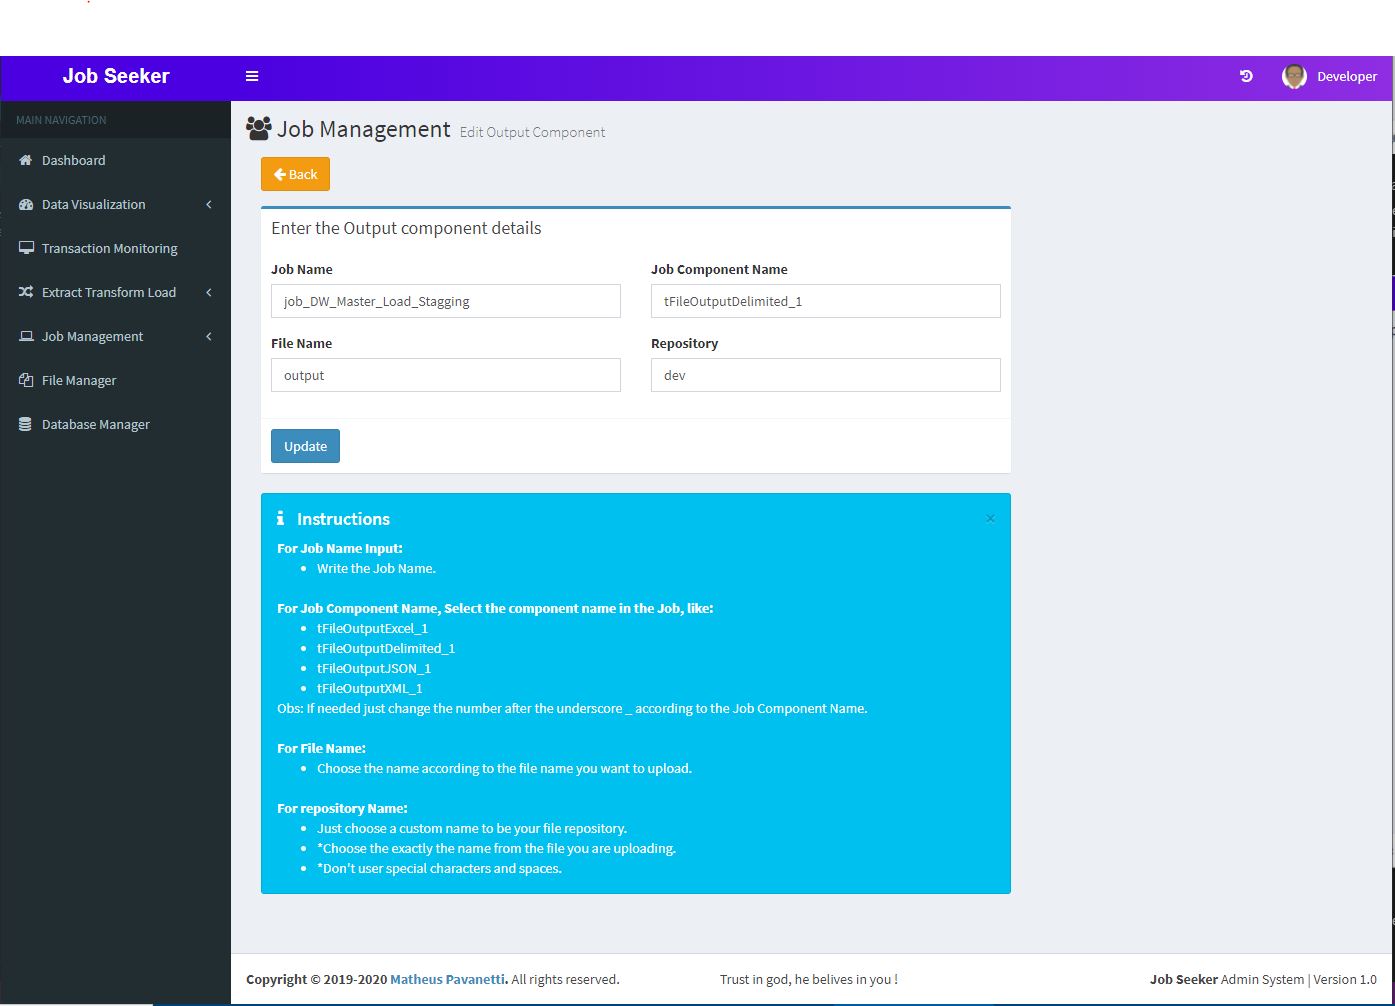 Job Seeker
Developer
MAIN NAVIGATION
Dashboard
Data Visualization
Transaction Monitoring
Extract Transform Load
Job Management
File Manager
Database Manager
Job Management Edit Output Component
Back
Enter the Output component details
Job Name
job_DW_Master_Load_Stagging
Job Component Name
tFileOutputDelimited_1
File Name
output
Repository
dev
Update
Instructions
×
For Job Name Input:
• Write the Job Name.
For Job Component Name, Select the component name in the Job, like:
• tFileOutputExcel_1
• tFileOutputDelimited_1
• tFileOutputJSON_1
• tFileOutputXML_1
Obs: If needed just change the number after the underscore _ according to the Job Component Name.
For File Name:
• Choose the name according to the file name you want to upload.
For repository Name:
• Just choose a custom name to be your file repository.
• *Choose the exactly the name from the file you are uploading.
• *Don't user special characters and spaces.
Copyright © 2019-2020 Matheus Pavanetti. All rights reserved.
Trust in god, he belives in you !
Job Seeker Admin System | Version 1.0